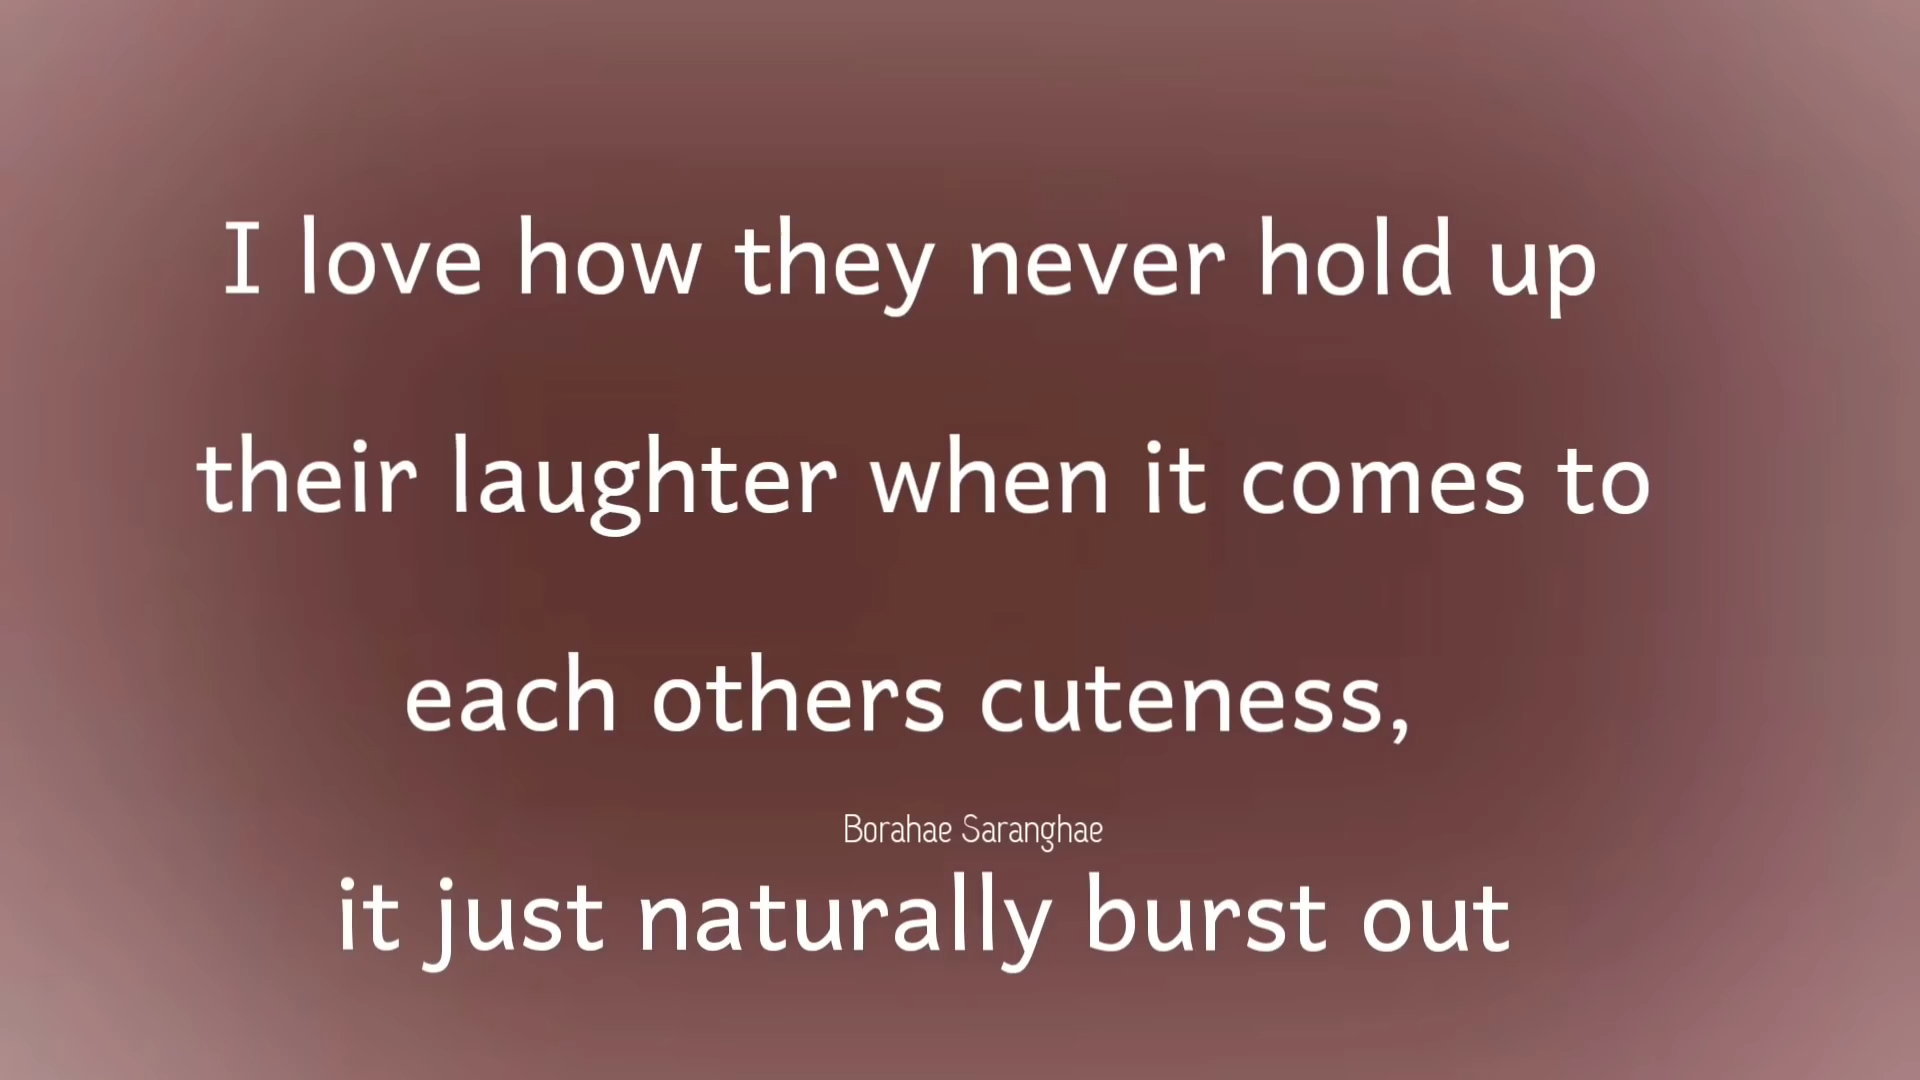 I love how they never hold up
their laughter when it comes to
each others cuteness,
Borahae Saranghae
it just naturally burst out